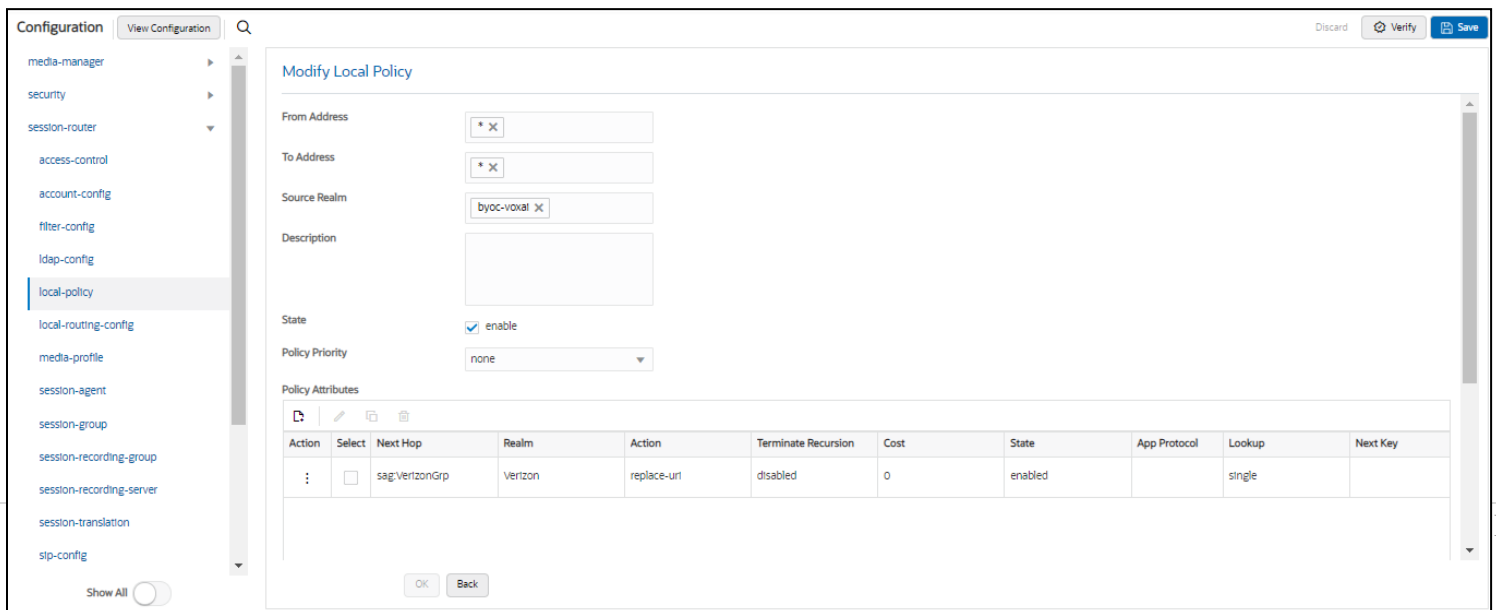 Configuration View Configuration Discard Verify Save
media-manager
security
session-router
access-control
account-config
filter-config
ldap-config
local-policy
local-routing-config
media-profile
session-agent
session-group
session-recording-group
session-recording-server
session-translation
sip-config
Show All
Modify Local Policy
From Address * X
To Address * X
Source Realm byoc-voxai X
Description
State enable
Policy Priority none
Policy Attributes
Action Select Next Hop Realm Action Terminate Recursion Cost State App Protocol Lookup Next Key
sag:VerizonGrp Verizon replace-uri disabled 0 enabled single
OK Back